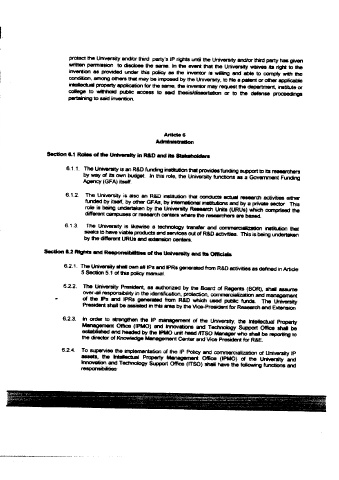 protect the University and/or third party's IP rights until the University and/or third party has given
written permission to disclose the same. In the event that the University waives its right to the
invention as provided under this policy as the inventor is willing and able to comply with the
condition, among others that may be imposed by the University, to file a patent or other applicable
intellectual property application for the same, the inventor may request the department, institute or
college to withhold public access to said thesis/dissertation or to the defense proceedings
pertaining to said invention.
Article 6
Administration
Section 6.1 Roles of the University in R&D and its Stakeholders
6.1.1. The University is an R&D funding institution that provides funding support to its researchers
by way of its own budget. In this role, the University functions as a Government Funding
Agency (GFA) itself.
6.1.2. The University is also an R&D institution that conducts actual research activities either
funded by itself, by other GFAs, by international institutions and by a private sector. This
role is being undertaken by the University Research Units (URUs) which comprised the
different campuses or research centers where the researchers are based.
6.1.3. The University is likewise a technology transfer and commercialization institution that
seeks to have viable products and services out of R&D activities. This is being undertaken
by the different URUs and extension centers.
Section 6.2 Rights and Responsibilities of the University and its Officials
6.2.1. The University shall own all IPs and IPRs generated from R&D activities as defined in Article
5 Section 5.1 of this policy manual.
6.2.2. The University President, as authorized by the Board of Regents (BOR), shall assume
over-all responsibility in the identification, protection, commercialization and management
of the IPs and IPRs generated from R&D which used public funds. The University
President shall be assisted in this area by the Vice-President for Research and Extension
6.2.3. In order to strengthen the IP management of the University, the Intellectual Property
Management Office (IPMO) and Innovations and Technology Support Office shall be
established and headed by the IPMO unit head /ITSO Manager who shall be reporting to
the director of Knowledge Management Center and Vice President for R&E.
6.2.4. To supervise the implementation of the IP Policy and commercialization of University IP
assets, the Intellectual Property Management Office (IPMO) of the University and
Innovation and Technology Support Office (ITSO) shall have the following functions and
responsibilities